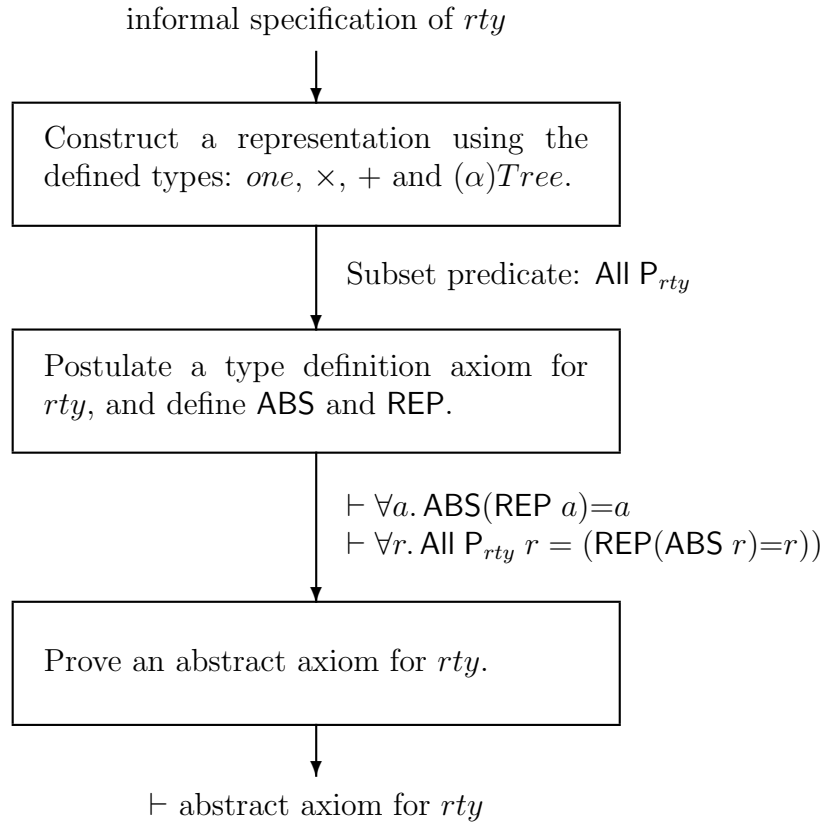 informal specification of rty
Construct a representation using the
defined types: one, ×, + and (α)Tree.
Subset predicate: All P_rty
Postulate a type definition axiom for
rty, and define ABS and REP.
⊢ ∀a. ABS(REP a)=a
⊢ ∀r. All P_rty r = (REP(ABS r)=r))
Prove an abstract axiom for rty.
⊢ abstract axiom for rty